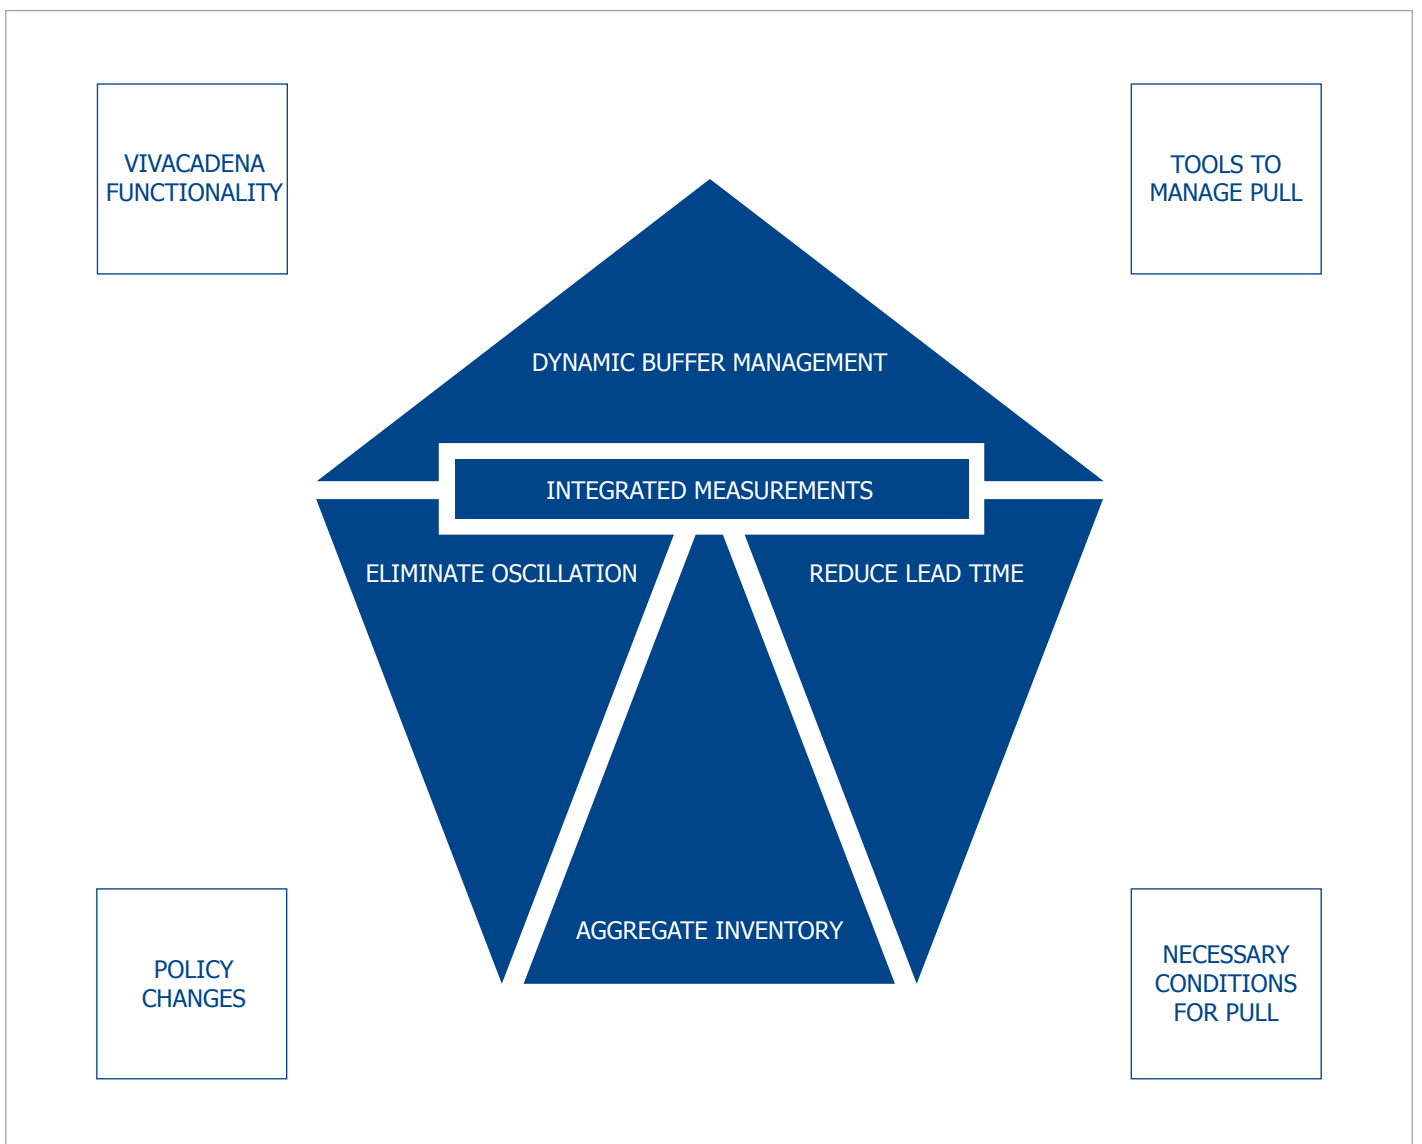 VIVACADENA
FUNCTIONALITY
TOOLS TO
MANAGE PULL
DYNAMIC BUFFER MANAGEMENT
INTEGRATED MEASUREMENTS
ELIMINATE OSCILLATION
REDUCE LEAD TIME
AGGREGATE INVENTORY
POLICY
CHANGES
NECESSARY
CONDITIONS
FOR PULL